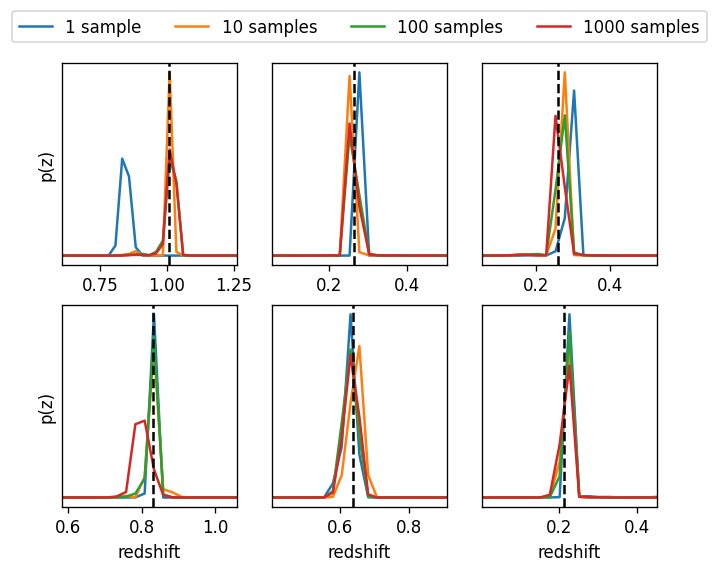 1 sample 10 samples 100 samples 1000 samples
p(z)
0.75 1.00 1.25 0.2 0.4 0.2 0.4
p(z)
0.6 0.8 1.0 0.6 0.8 0.2 0.4
redshift redshift redshift